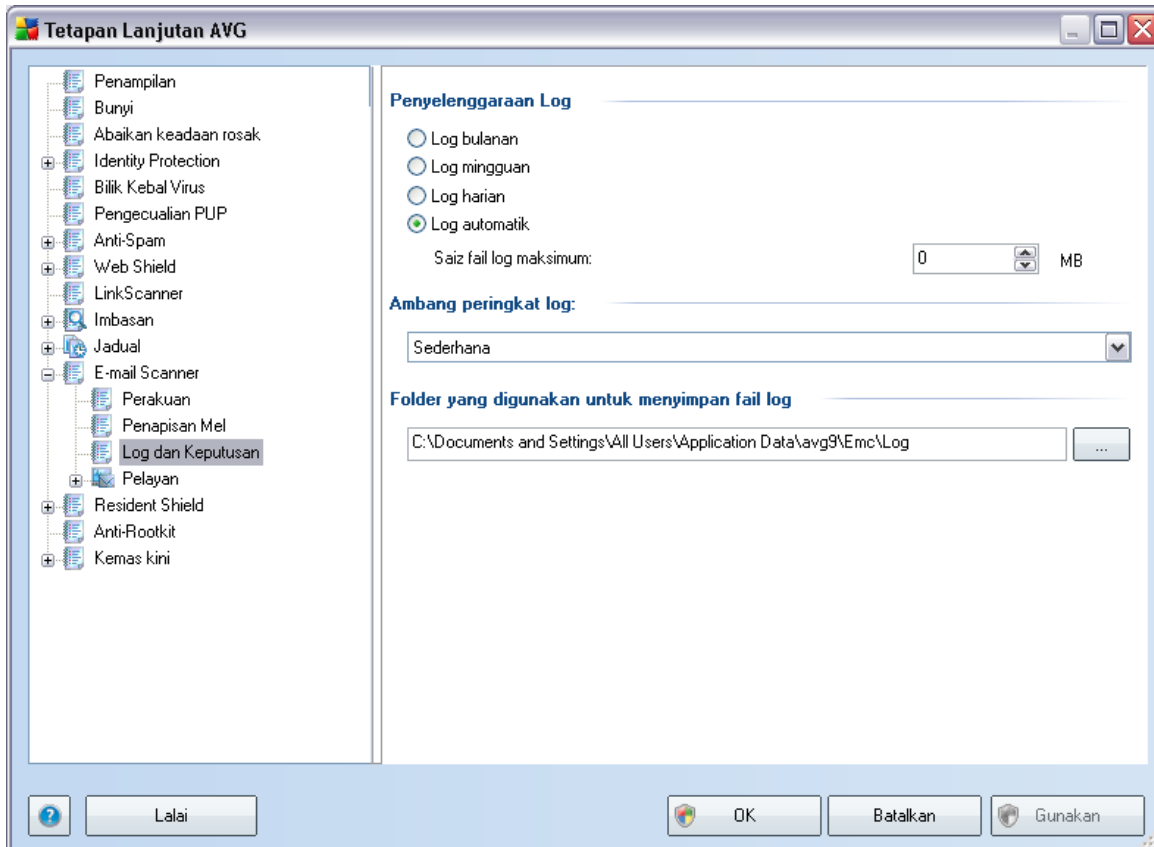 Tetapan Lanjutan AVG
Penampilan
Bunyi
Abaikan keadaan rosak
Identity Protection
Bilik Kebal Virus
Pengecualian PUP
Anti-Spam
Web Shield
LinkScanner
Imbasan
Jadual
E-mail Scanner
Perakuan
Penapisan Mel
Log dan Keputusan
Pelayan
Resident Shield
Anti-Rootkit
Kemas kini
Penyelenggaraan Log
Log bulanan
Log mingguan
Log harian
Log automatik
Saiz fail log maksimum: 0 MB
Ambang peringkat log:
Sederhana
Folder yang digunakan untuk menyimpan fail log
C:\Documents and Settings\All Users\Application Data\avg9\Emc\Log ...
? Lalai OK Batalkan Gunakan